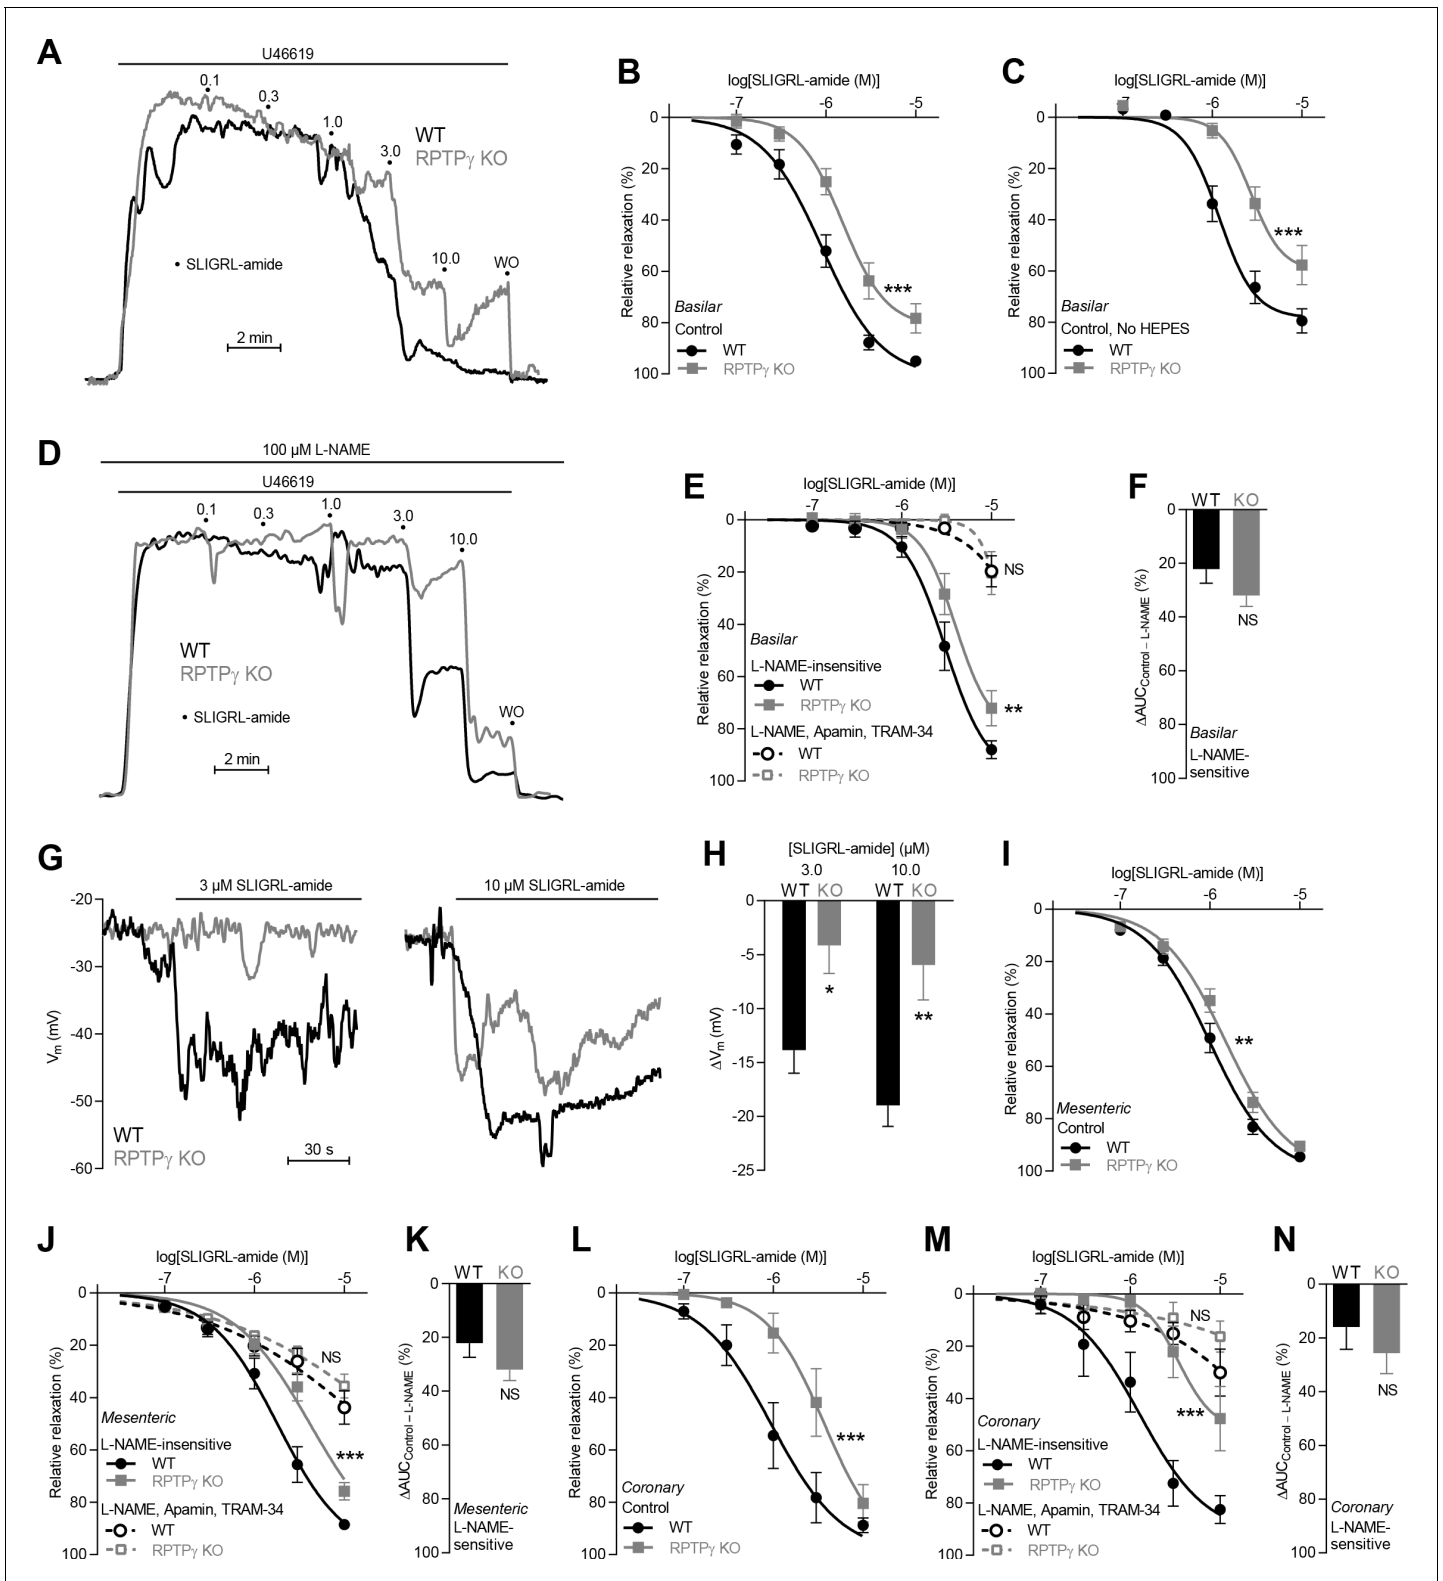 A
U46619
0.1
0.3
1.0
3.0
10.0
WO
WT
RPTPγ KO
• SLIGRL-amide
2 min
B
log[SLIGRL-amide (M)]
-7 -6 -5
0
20
40
60
80
100
Relative relaxation (%)
***
Basilar
Control
WT
RPTPγ KO
C
log[SLIGRL-amide (M)]
-7 -6 -5
0
20
40
60
80
100
Relative relaxation (%)
***
Basilar
Control, No HEPES
WT
RPTPγ KO
D
100 µM L-NAME
U46619
0.1
0.3
1.0
3.0
10.0
WO
WT
RPTPγ KO
• SLIGRL-amide
2 min
E
log[SLIGRL-amide (M)]
-7 -6 -5
0
20
40
60
80
100
Relative relaxation (%)
NS
**
Basilar
L-NAME-insensitive
WT
RPTPγ KO
L-NAME, Apamin, TRAM-34
WT
RPTPγ KO
F
WT KO
0
20
40
60
80
100
ΔAUC Control – L-NAME (%)
NS
Basilar
L-NAME-
sensitive
G
3 µM SLIGRL-amide
10 µM SLIGRL-amide
-20
-30
-40
-50
-60
Vm (mV)
WT
RPTPγ KO
30 s
H
[SLIGRL-amide] (µM)
3.0 10.0
WT KO WT KO
0
-5
-10
-15
-20
-25
ΔVm (mV)
*
**
I
log[SLIGRL-amide (M)]
-7 -6 -5
0
20
40
60
80
100
Relative relaxation (%)
**
Mesenteric
Control
WT
RPTPγ KO
J
log[SLIGRL-amide (M)]
-7 -6 -5
0
20
40
60
80
100
Relative relaxation (%)
NS
***
Mesenteric
L-NAME-insensitive
WT
RPTPγ KO
L-NAME, Apamin, TRAM-34
WT
RPTPγ KO
K
WT KO
0
20
40
60
80
100
ΔAUC Control – L-NAME (%)
NS
Mesenteric
L-NAME-
sensitive
L
log[SLIGRL-amide (M)]
-7 -6 -5
0
20
40
60
80
100
Relative relaxation (%)
***
Coronary
Control
WT
RPTPγ KO
M
log[SLIGRL-amide (M)]
-7 -6 -5
0
20
40
60
80
100
Relative relaxation (%)
NS
***
Coronary
L-NAME-insensitive
WT
RPTPγ KO
L-NAME, Apamin, TRAM-34
WT
RPTPγ KO
N
WT KO
0
20
40
60
80
100
ΔAUC Control – L-NAME (%)
NS
Coronary
L-NAME-
sensitive